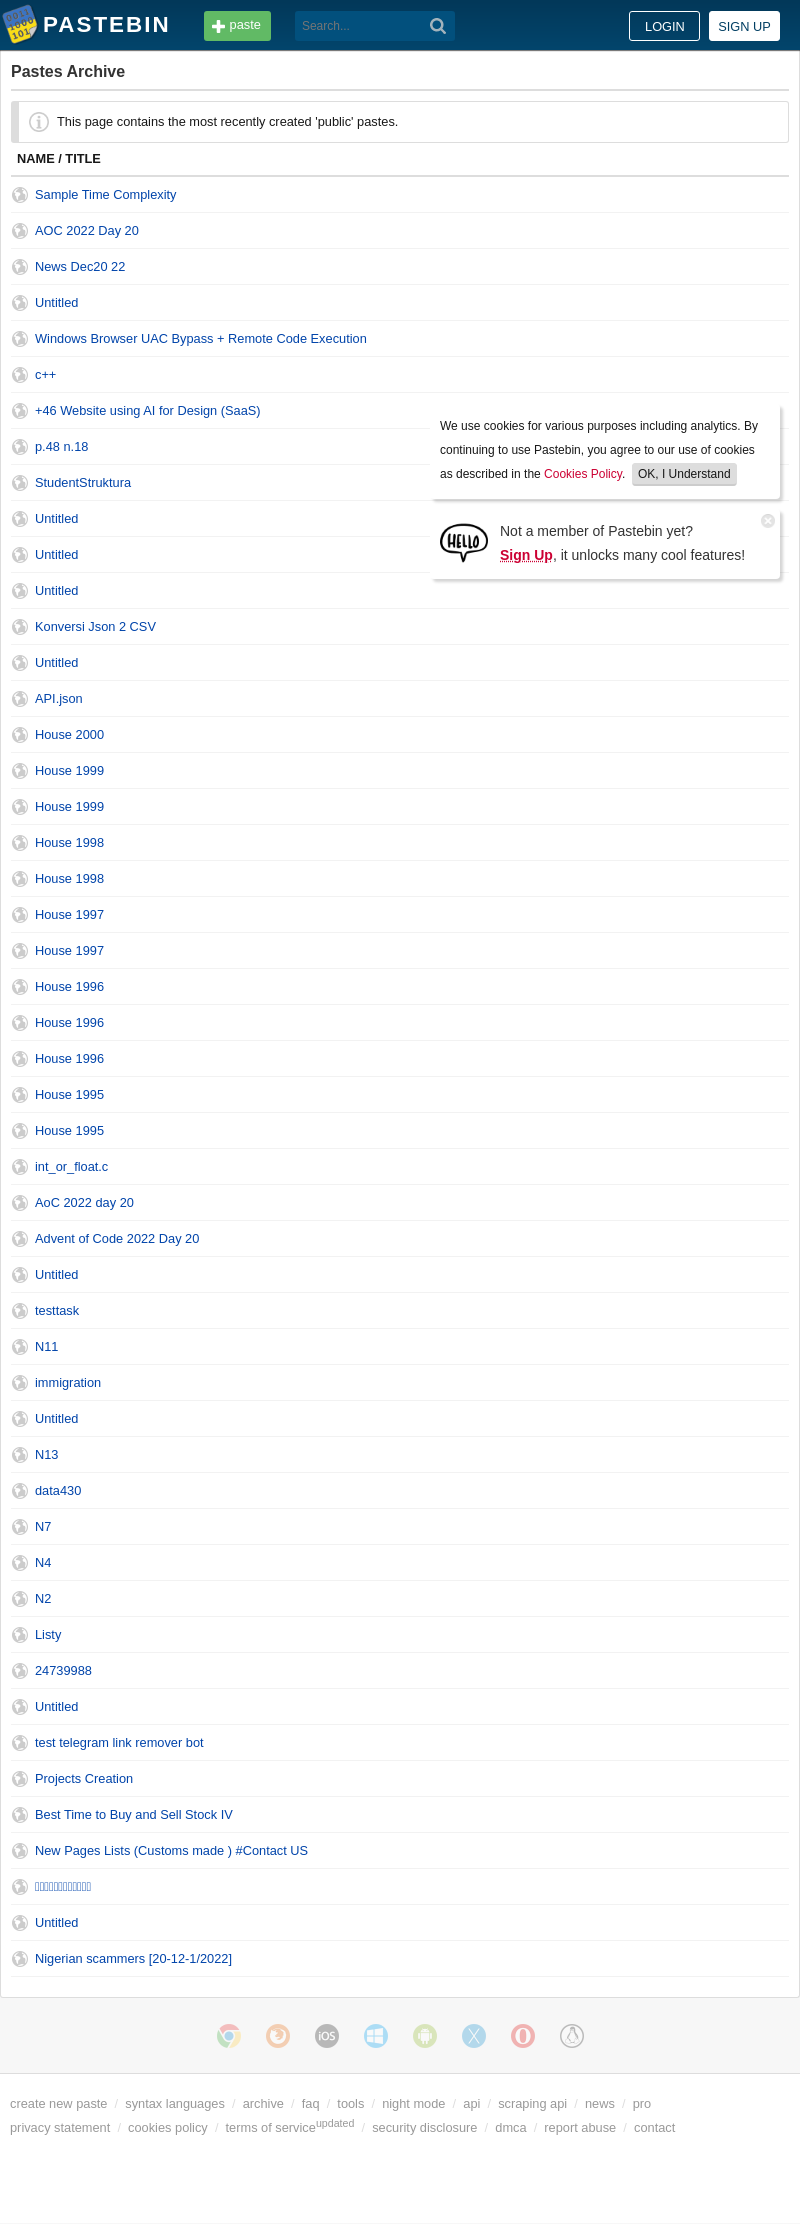 PASTEBIN
paste
Search...
LOGIN
SIGN UP
Pastes Archive
This page contains the most recently created 'public' pastes.
NAME / TITLE
Sample Time Complexity
AOC 2022 Day 20
News Dec20 22
Untitled
Windows Browser UAC Bypass + Remote Code Execution
c++
+46 Website using AI for Design (SaaS)
p.48 n.18
StudentStruktura
Untitled
Untitled
Untitled
Konversi Json 2 CSV
Untitled
API.json
House 2000
House 1999
House 1999
House 1998
House 1998
House 1997
House 1997
House 1996
House 1996
House 1996
House 1995
House 1995
int_or_float.c
AoC 2022 day 20
Advent of Code 2022 Day 20
Untitled
testtask
N11
immigration
Untitled
N13
data430
N7
N4
N2
Listy
24739988
Untitled
test telegram link remover bot
Projects Creation
Best Time to Buy and Sell Stock IV
New Pages Lists (Customs made ) #Contact US
Untitled
Nigerian scammers [20-12-1/2022]
We use cookies for various purposes including analytics. By
continuing to use Pastebin, you agree to our use of cookies
as described in the Cookies Policy. OK, I Understand
HELLO
Not a member of Pastebin yet?
Sign Up, it unlocks many cool features!
iOS
create new paste / syntax languages / archive / faq / tools / night mode / api / scraping api / news / pro
privacy statement / cookies policy / terms of service updated / security disclosure / dmca / report abuse / contact